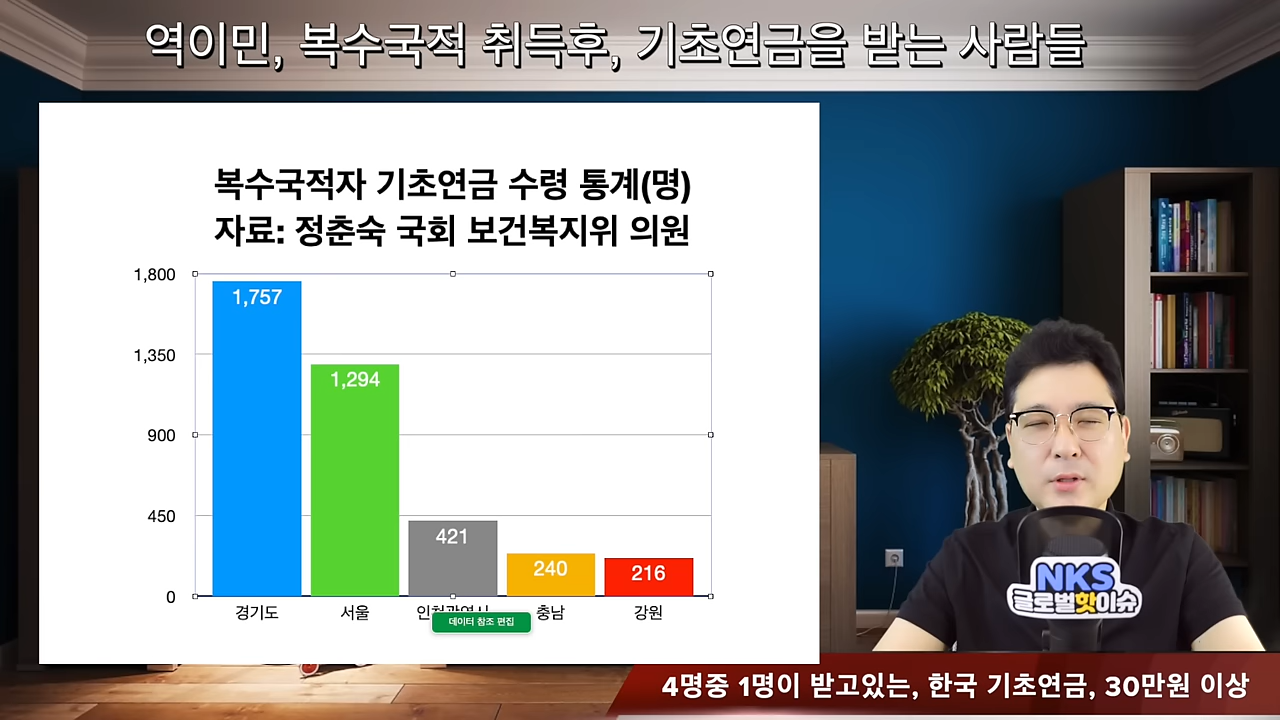 역이민, 복수국적 취득후, 기초연금을 받는 사람들
복수국적자 기초연금 수령 통계(명)
자료: 정춘숙 국회 보건복지위 의원
1,800
1,350
900
450
0
1,757
1,294
421
240
216
경기도 서울 인천광역시 충남 강원
데이터 참조 편집
NKS
글로벌핫이슈
4명중 1명이 받고있는, 한국 기초연금, 30만원 이상